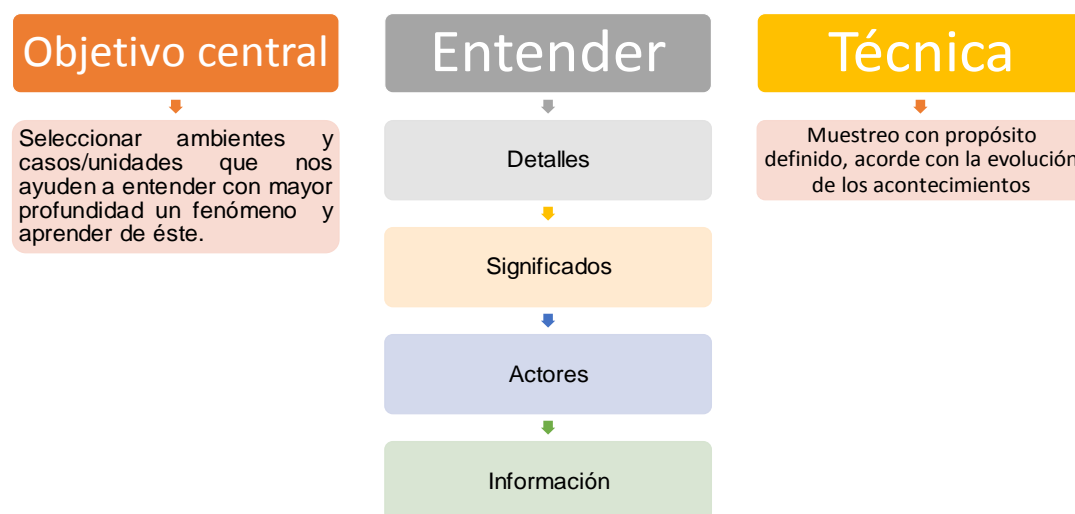 Objetivo central
Seleccionar ambientes y
casos/unidades que nos
ayuden a entender con mayor
profundidad un fenómeno y
aprender de éste.
Entender
Detalles
Significados
Actores
Información
Técnica
Muestreo con propósito
definido, acorde con la evolución
de los acontecimientos